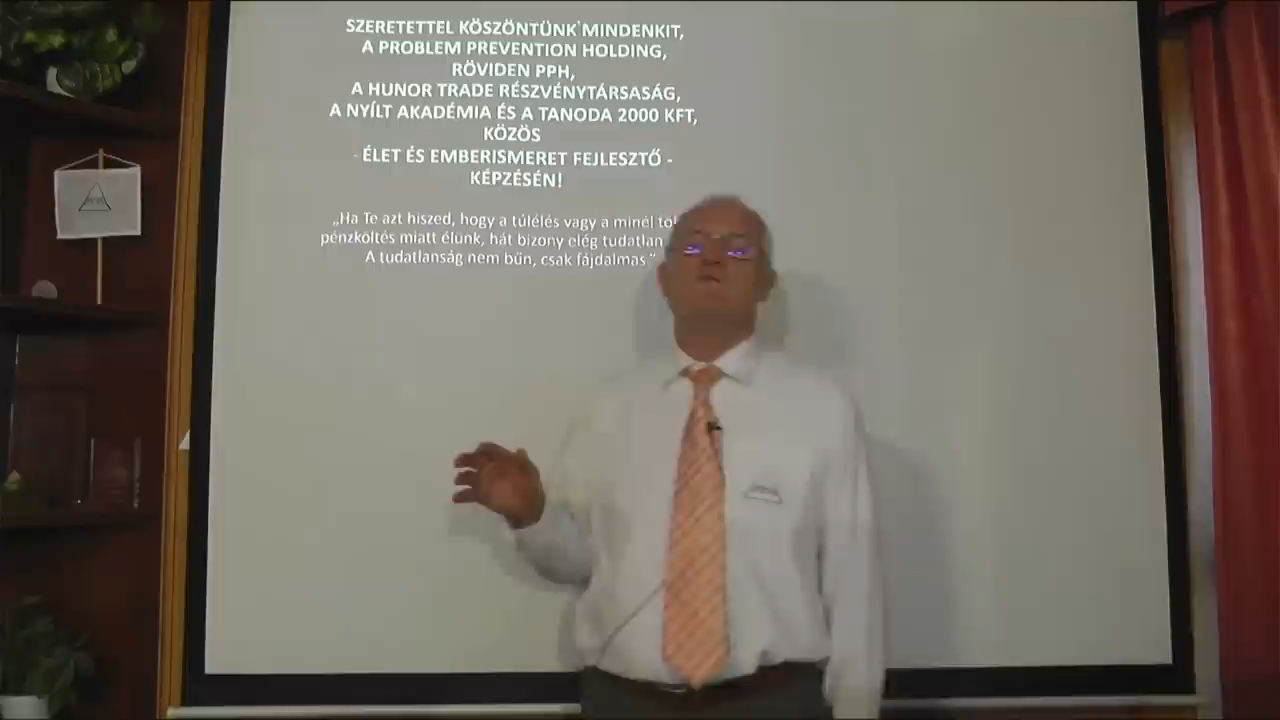 SZERETETTEL KÖSZÖNTÜNK MINDENKIT,
A PROBLEM PREVENTION HOLDING,
RÖVIDEN PPH,
A HUNOR TRADE RÉSZVÉNYTÁRSASÁG,
A NYÍLT AKADÉMIA ÉS A TANODA 2000 KFT,
KÖZÖS
- ÉLET ÉS EMBERISMERET FEJLESZTŐ -
KÉPZÉSÉN!
„Ha Te azt hiszed, hogy a túlélés vagy a minél
pénzköltés miatt élünk, hát bizony elég tudatlan
A tudatlanság nem bűn, csak fájdalmas."